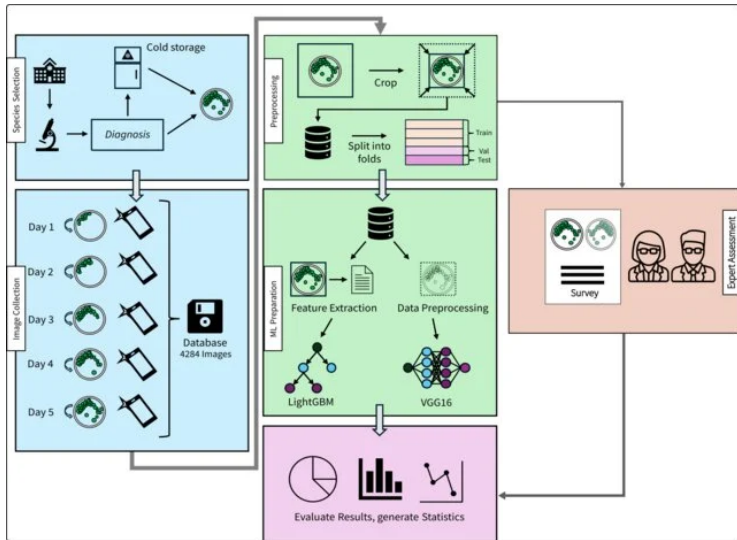 Species Selection
Cold storage
Diagnosis
Image Collection
Day 1
Day 2
Day 3
Day 4
Day 5
Database
4284 Images
Preprocessing
Crop
Split into
folds
Train
Val
Test
ML Preparation
Feature Extraction
Data Preprocessing
LightGBM
VGG16
Expert Assessment
Survey
Evaluate Results, generate Statistics